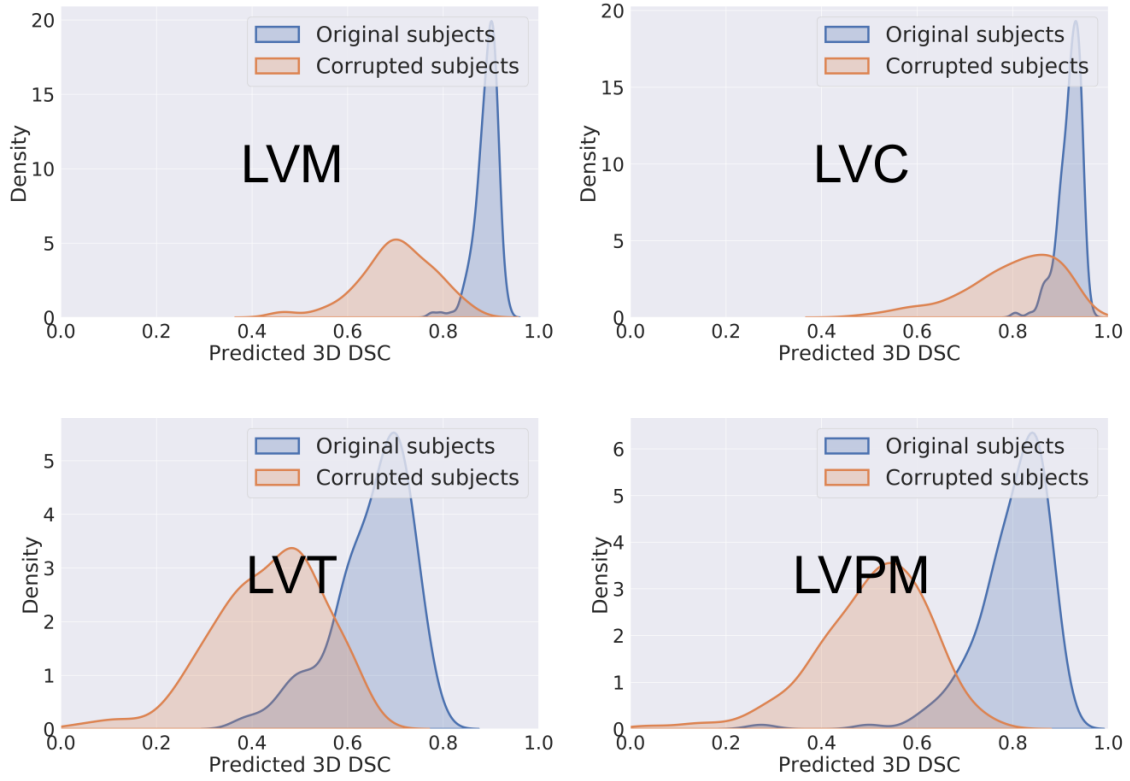 20
15
10
5
0
Density
Original subjects
Corrupted subjects
LVM
0.0 0.2 0.4 0.6 0.8 1.0
Predicted 3D DSC
20
15
10
5
0
Density
Original subjects
Corrupted subjects
LVC
0.0 0.2 0.4 0.6 0.8 1.0
Predicted 3D DSC
5
4
3
2
1
0
Density
Original subjects
Corrupted subjects
LVT
0.0 0.2 0.4 0.6 0.8 1.0
Predicted 3D DSC
6
5
4
3
2
1
0
Density
Original subjects
Corrupted subjects
LVPM
0.0 0.2 0.4 0.6 0.8 1.0
Predicted 3D DSC